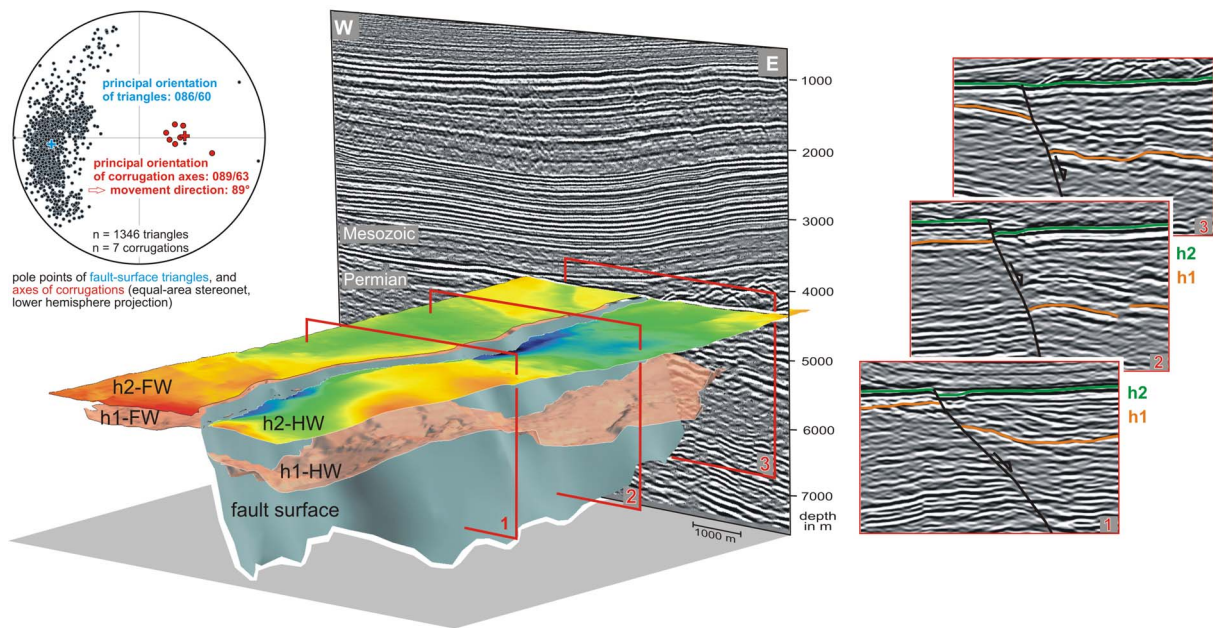 principal orientation
of triangles: 086/60
principal orientation
of corrugation axes: 089/63
⇨ movement direction: 89°
n = 1346 triangles
n = 7 corrugations
pole points of fault-surface triangles, and
axes of corrugations (equal-area stereonet,
lower hemisphere projection)
W
E
1000
2000
3000
4000
5000
6000
7000
depth
in m
1000 m
Mesozoic
Permian
h2-FW
h1-FW
h2-HW
h1-HW
fault surface
1
2
3
3
h2
h1
2
h2
h1
1